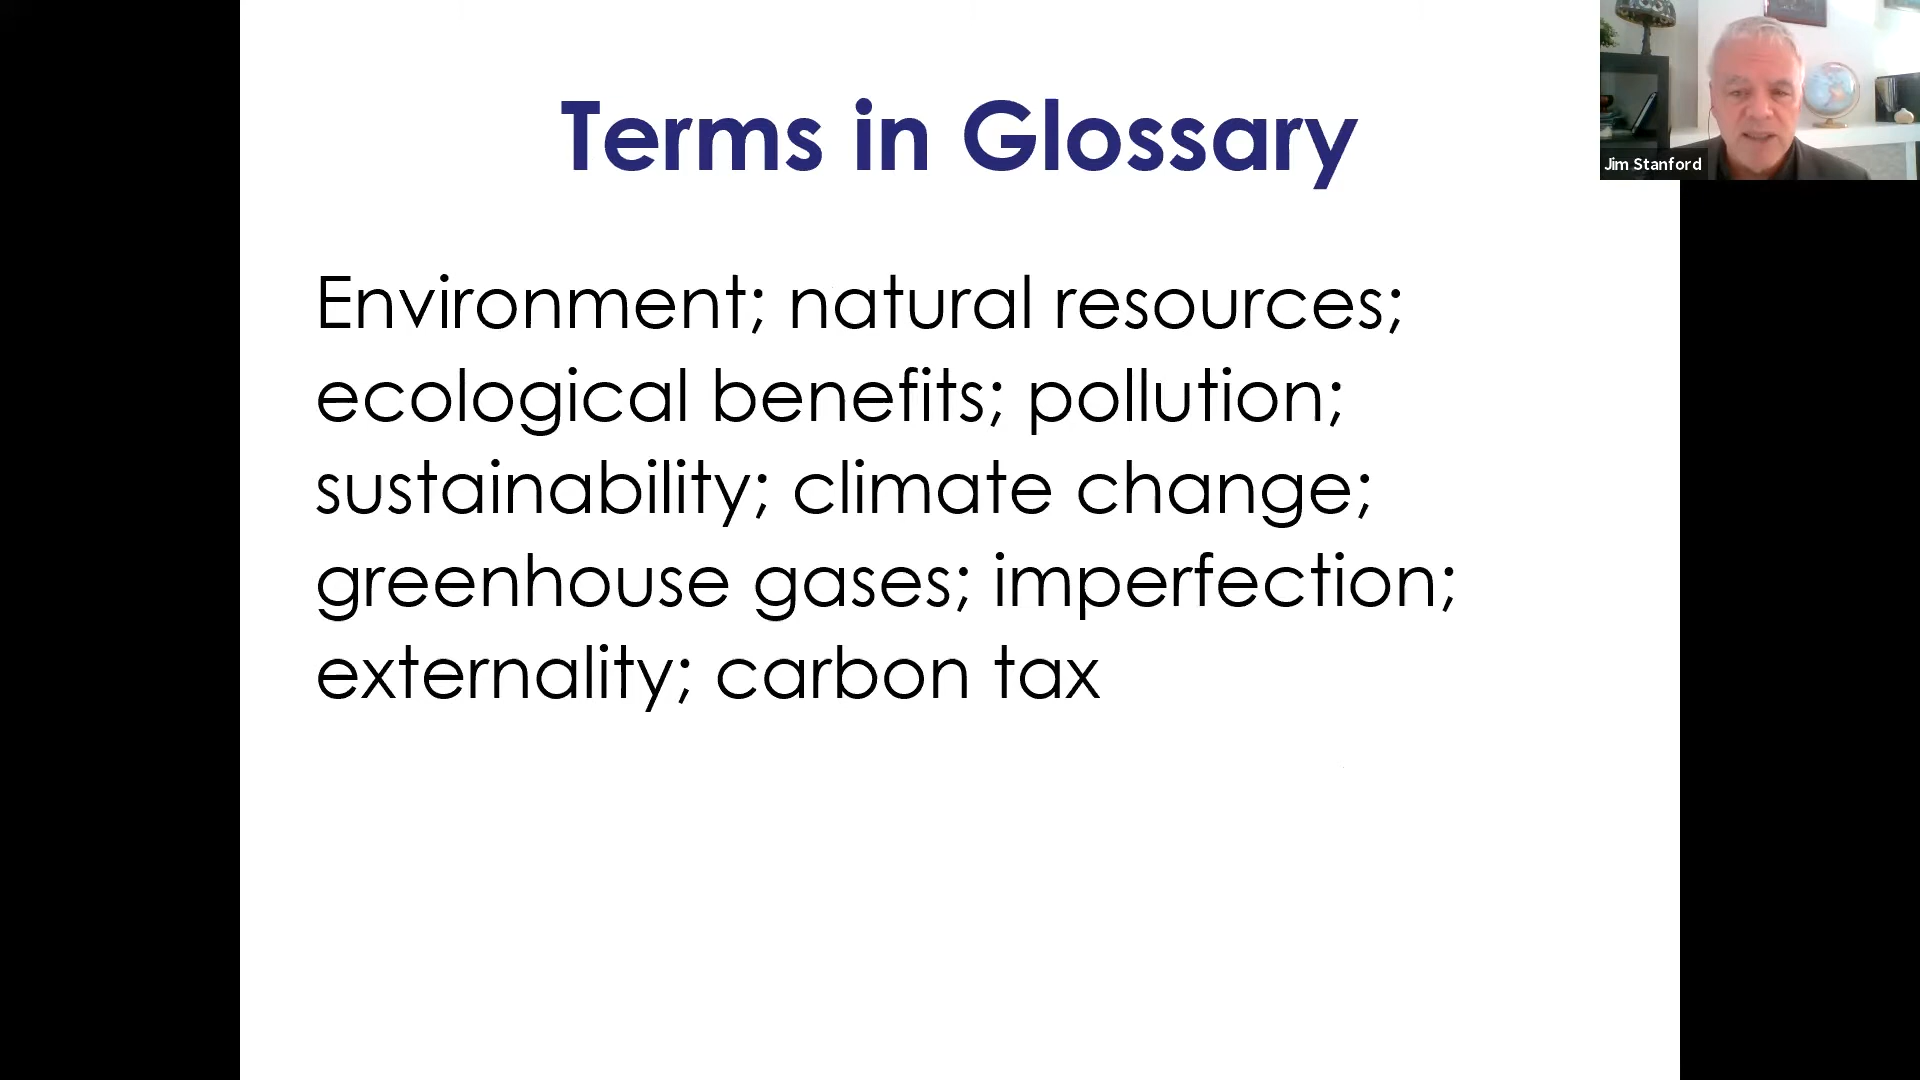 Terms in Glossary
Jim Stanford
Environment; natural resources;
ecological benefits; pollution;
sustainability; climate change;
greenhouse gases; imperfection;
externality; carbon tax